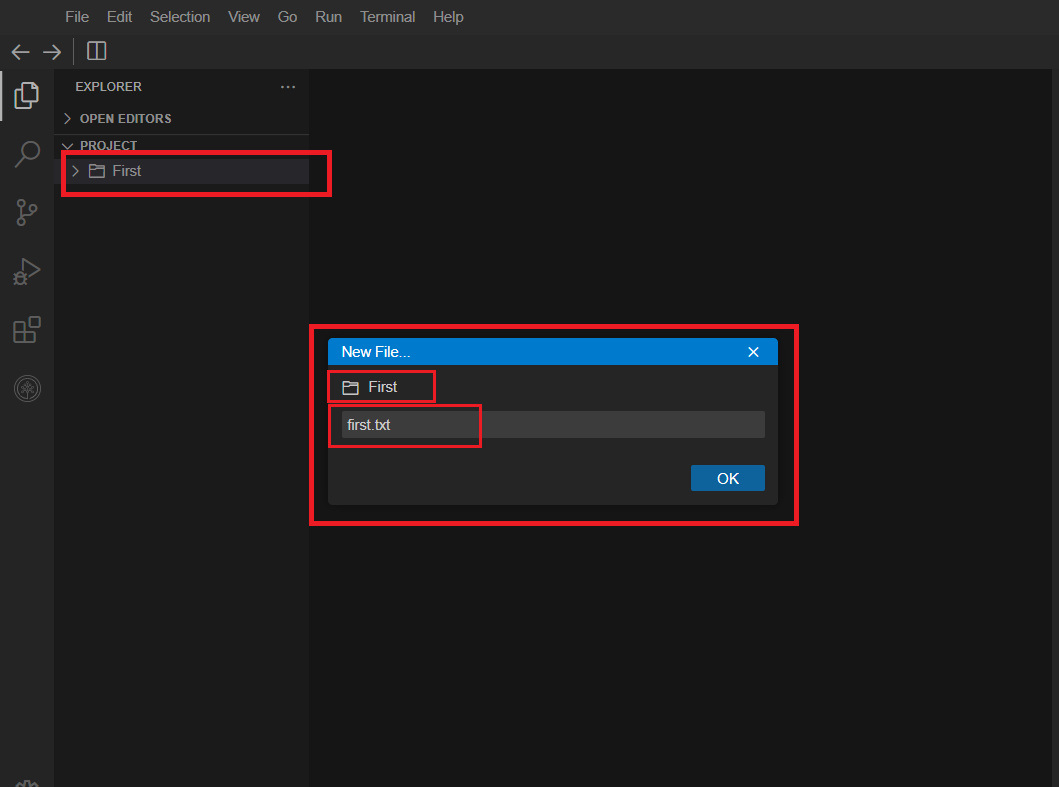 File Edit Selection View Go Run Terminal Help
EXPLORER
OPEN EDITORS
PROJECT
First
New File...
First
first.txt
OK